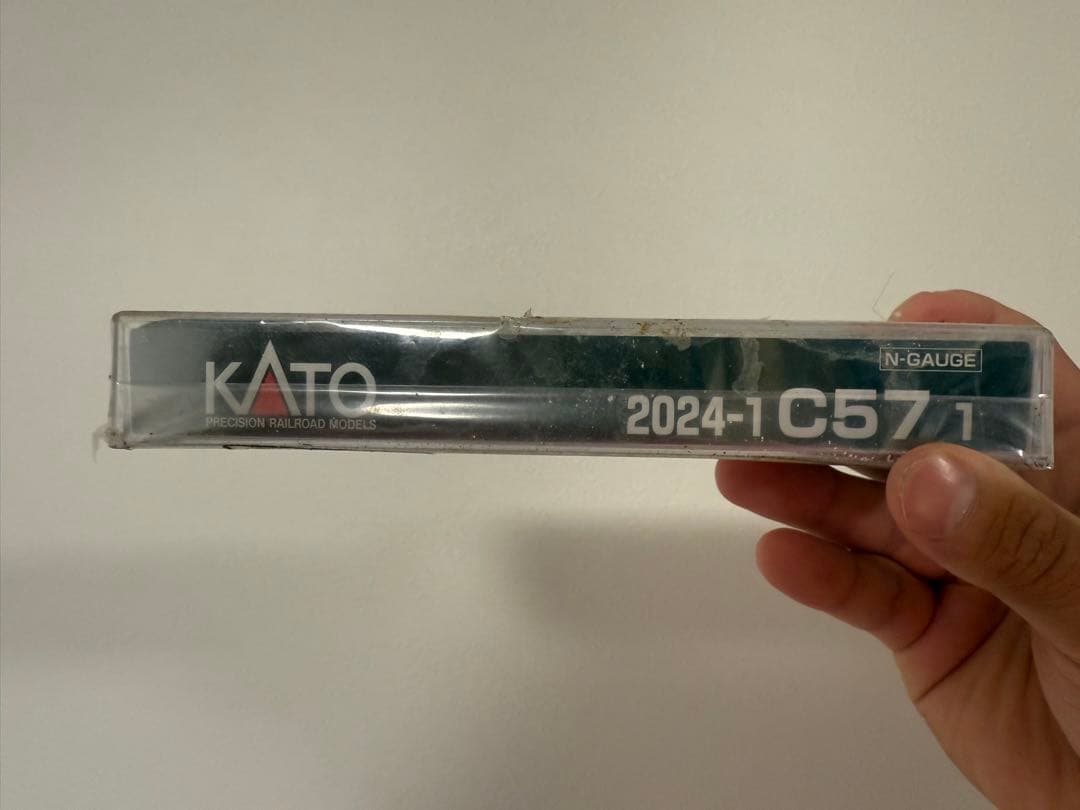 KATO
PRECISION RAILROAD MODELS
N-GAUGE
2024-1 C57 1